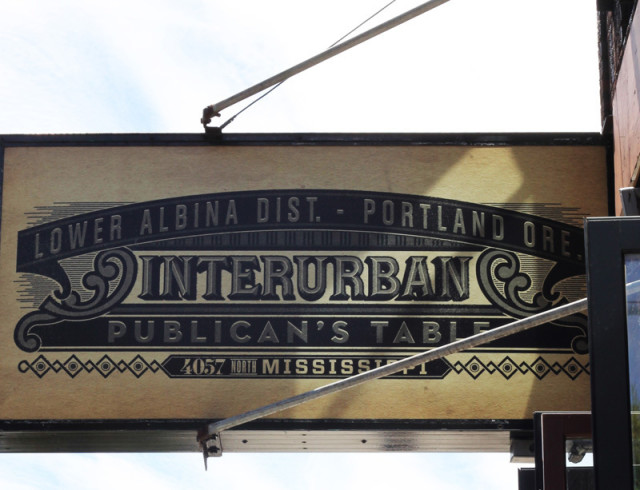 LOWER ALBINA DIST. - PORTLAND ORE.
INTERURBAN
PUBLICAN'S TABLE
4057 NORTH MISSISSIPPI